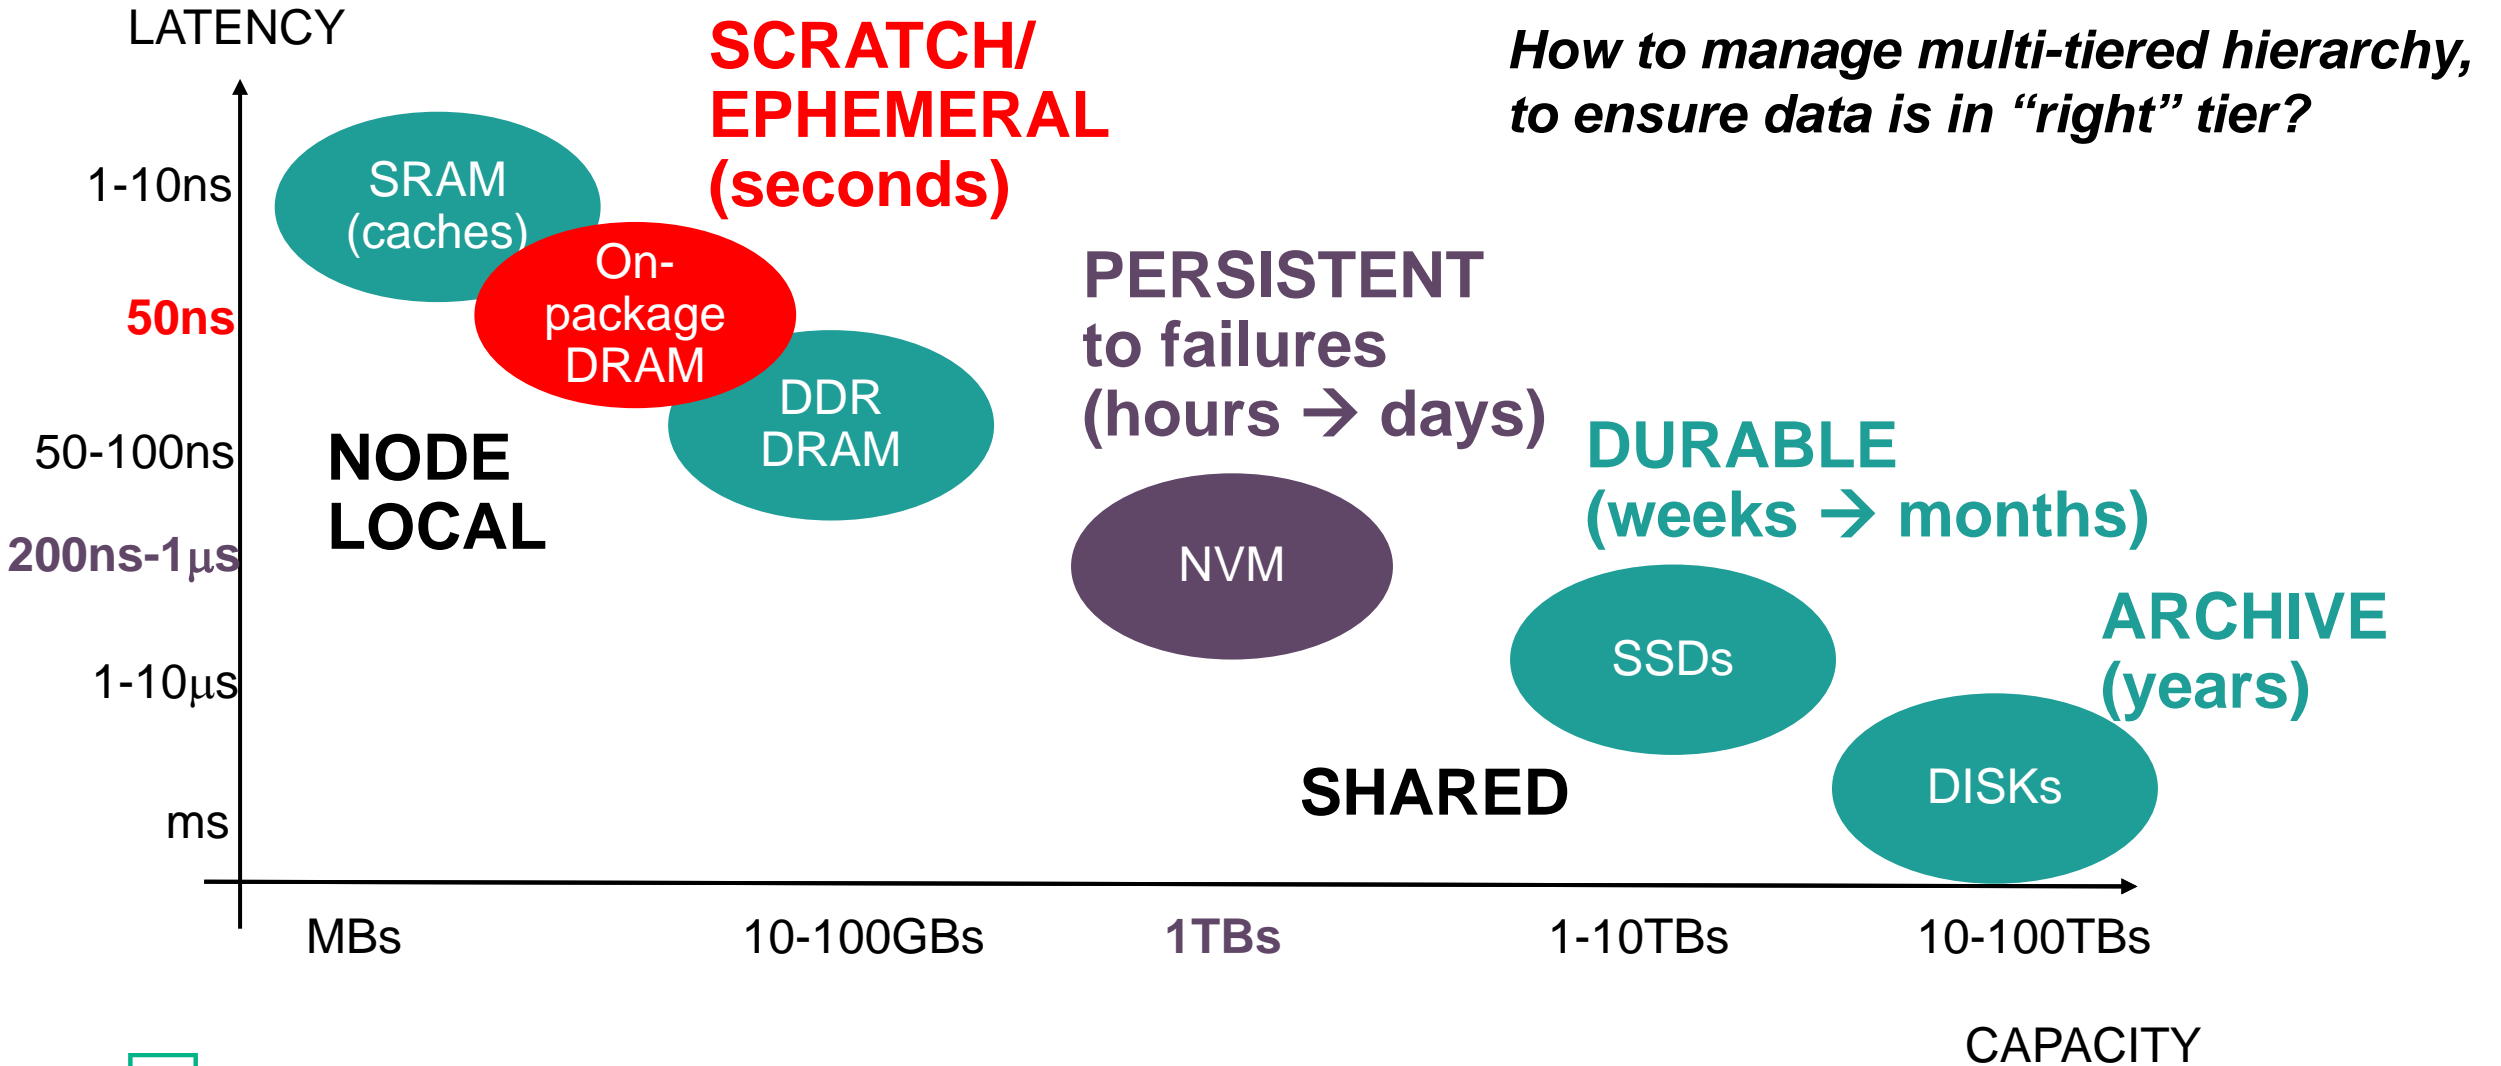 LATENCY
SCRATCH/
EPHEMERAL
(seconds)
How to manage multi-tiered hierarchy,
to ensure data is in “right” tier?
1-10ns
SRAM
(caches)
50ns
On-
package
DRAM
PERSISTENT
to failures
(hours → days)
50-100ns
NODE
LOCAL
DDR
DRAM
DURABLE
(weeks → months)
200ns-1μs
NVM
ARCHIVE
(years)
1-10μs
SSDs
SHARED
DISKs
ms
MBs
10-100GBs
1TBs
1-10TBs
10-100TBs
CAPACITY